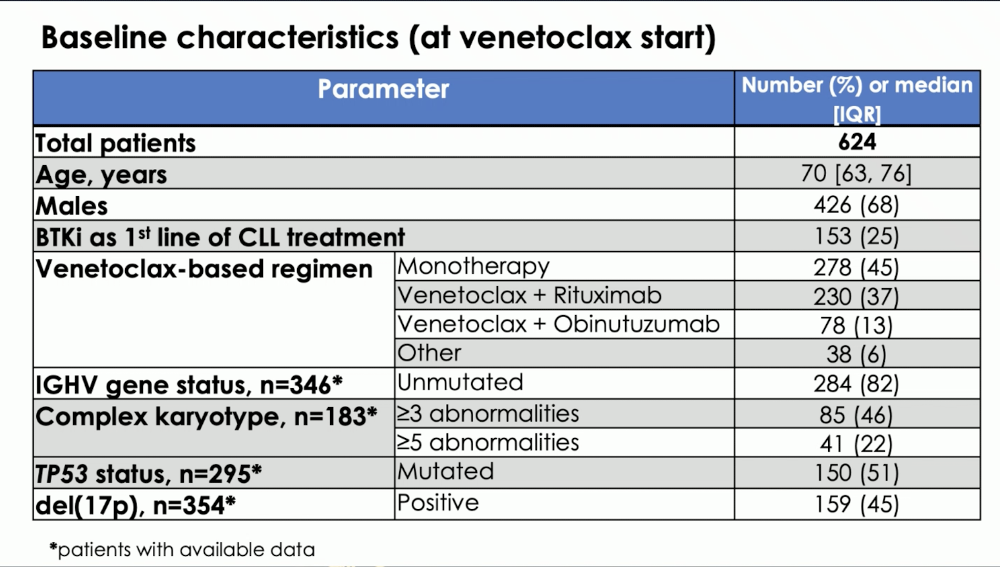 Baseline characteristics (at venetoclax start)
Parameter
Number (%) or median
[IQR]
Total patients 624
Age, years 70 [63, 76]
Males 426 (68)
BTKi as 1st line of CLL treatment 153 (25)
Venetoclax-based regimen Monotherapy 278 (45)
Venetoclax + Rituximab 230 (37)
Venetoclax + Obinutuzumab 78 (13)
Other 38 (6)
IGHV gene status, n=346* Unmutated 284 (82)
Complex karyotype, n=183* ≥3 abnormalities 85 (46)
≥5 abnormalities 41 (22)
TP53 status, n=295* Mutated 150 (51)
del(17p), n=354* Positive 159 (45)
*patients with available data